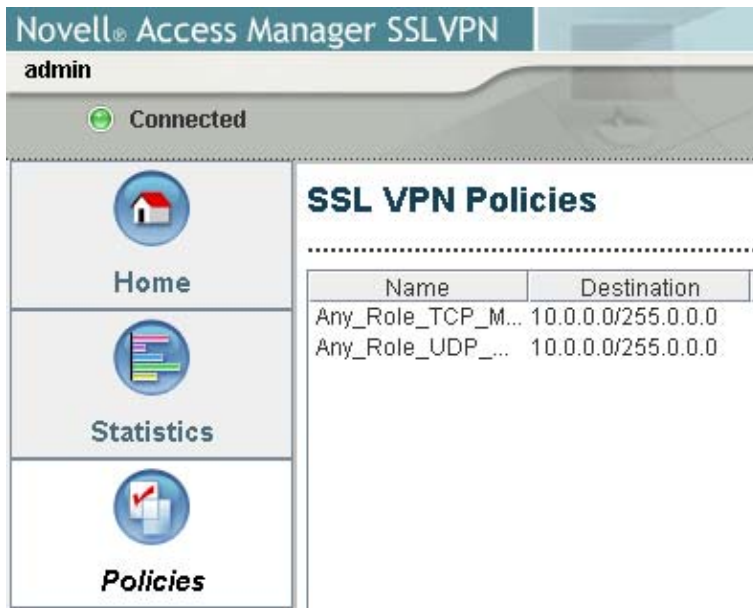 Novell® Access Manager SSLVPN
admin
Connected
Home
Statistics
Policies
SSL VPN Policies
Name Destination
Any_Role_TCP_M... 10.0.0.0/255.0.0.0
Any_Role_UDP_... 10.0.0.0/255.0.0.0